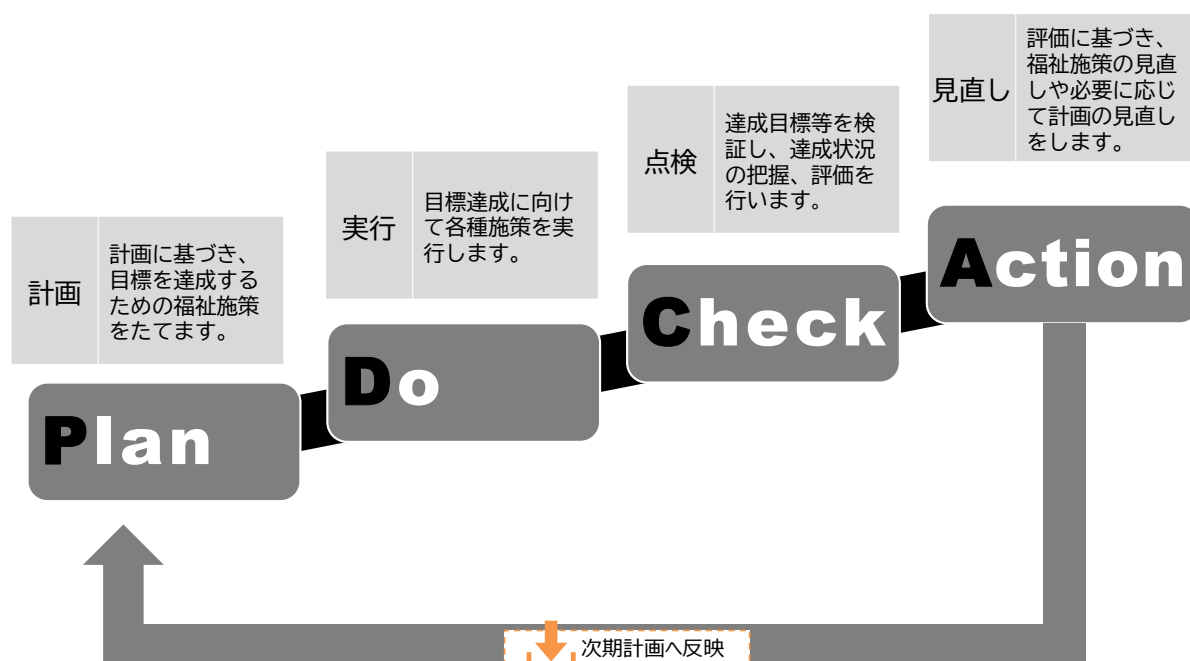 計画
計画に基づき、
目標を達成する
ための福祉施策
をたてます。
Plan
実行
目標達成に向け
て各種施策を実
行します。
Do
点検
達成目標等を検
証し、達成状況
の把握、評価を
行います。
Check
見直し
評価に基づき、
福祉施策の見直
しや必要に応じ
て計画の見直し
をします。
Action
次期計画へ反映